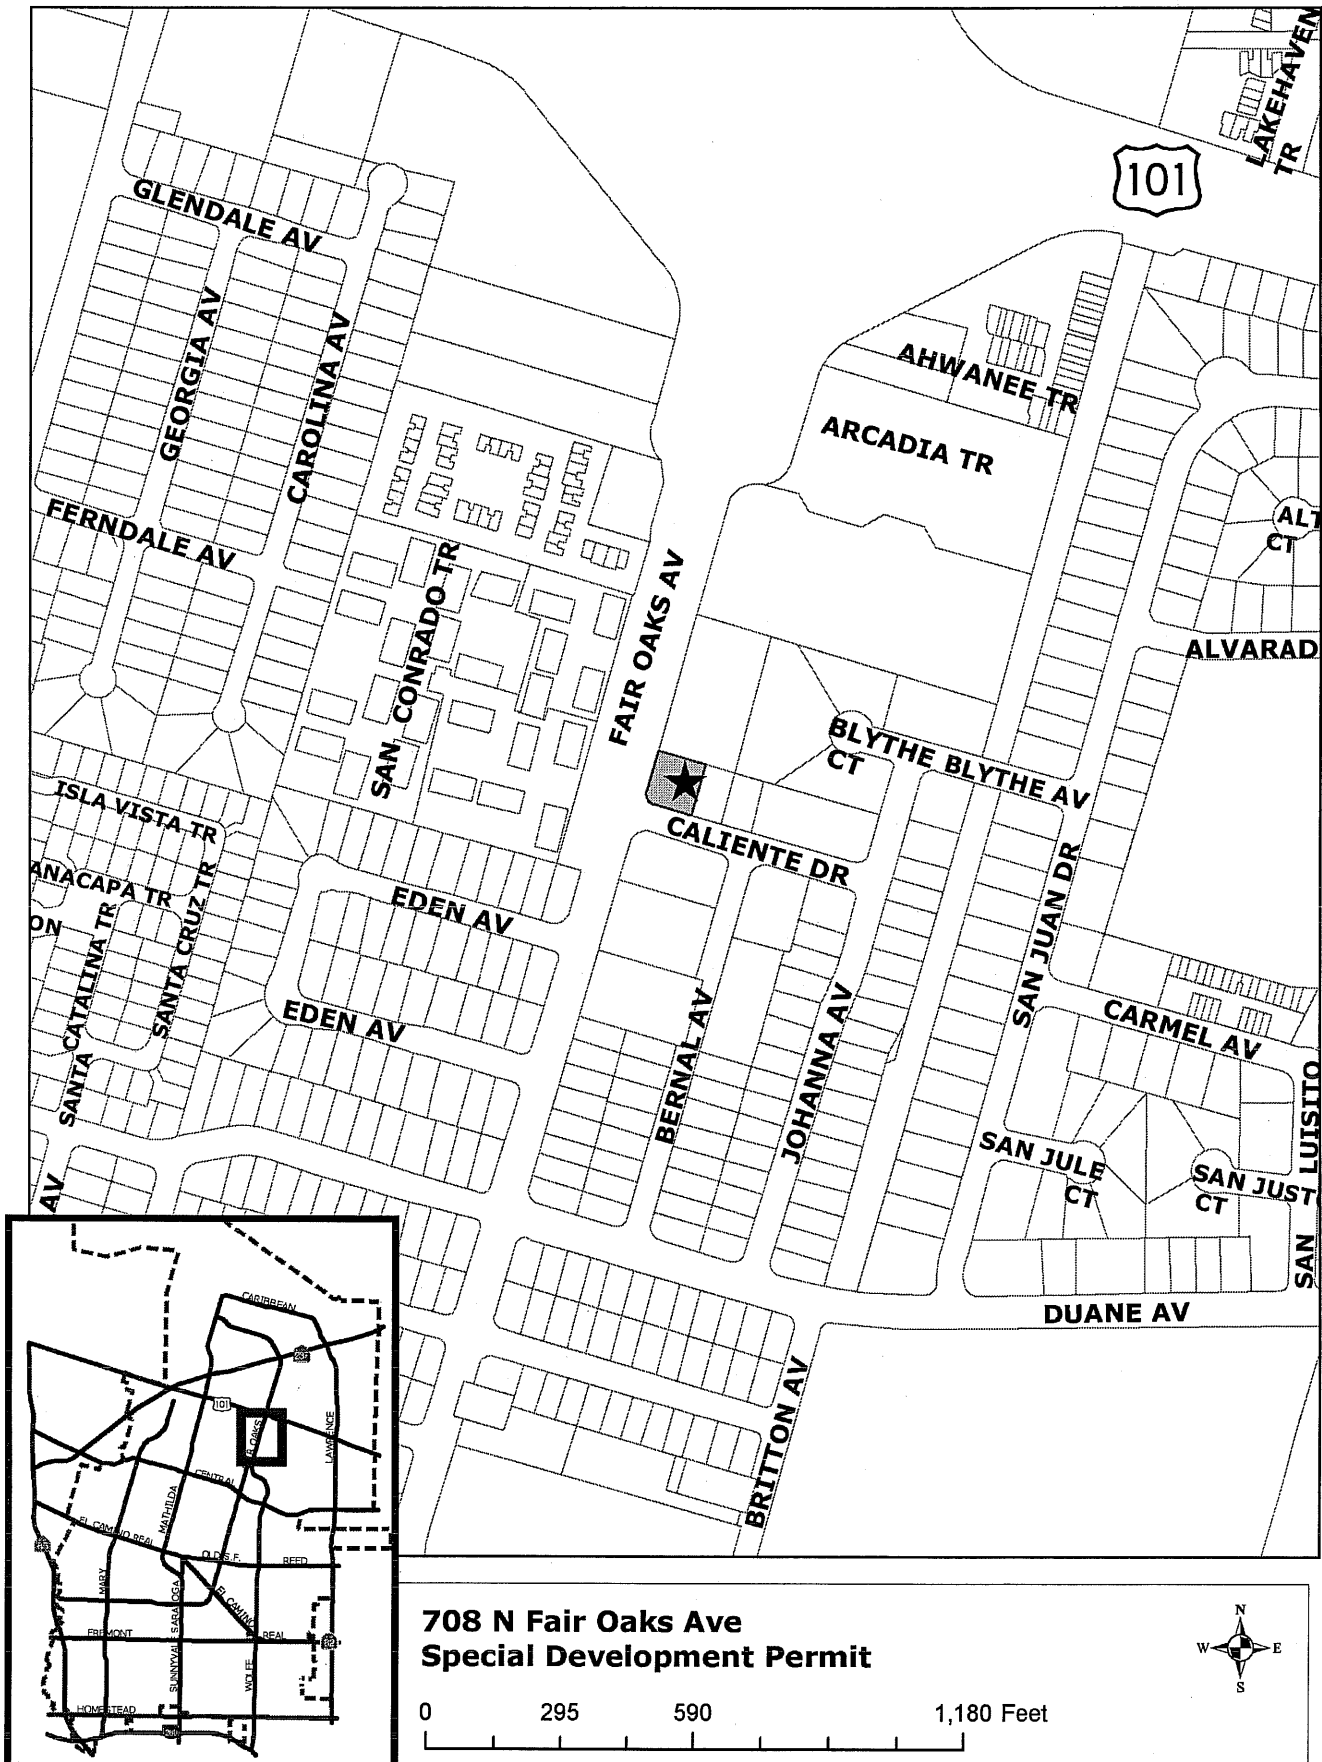 LAKEHAVEN
TR
101
GLENDALE AV
GEORGIA AV
CAROLINA AV
AHWANEE TR
ARCADIA TR
FERNDALE AV
SAN CONRADO TR
FAIR OAKS AV
ALT
CT
ALVARAD
BLYTHE
CT
BLYTHE AV
ISLA VISTA TR
CALIENTE DR
ANACAPA TR
ON
SANTA CATALINA TR
SANTA CRUZ TR
EDEN AV
EDEN AV
BERNAL AV
JOHANNA AV
SAN JUAN DR
CARMEL AV
SAN LUISITO
SAN JULE
CT
SAN JUST
CT
AV
DUANE AV
BRITTON AV
CARIBBEAN
101
R OAKS
LAWRENCE
CENTRAL
MATHILDA
EL CAMINO REAL
OLD S.F.
REED
MARY
SUNNYVAL SARATOGA
EL CAMINO
REAL
FREMONT
WOLFE
HOMESTEAD
708 N Fair Oaks Ave
Special Development Permit
N
W E
S
0 295 590 1,180 Feet